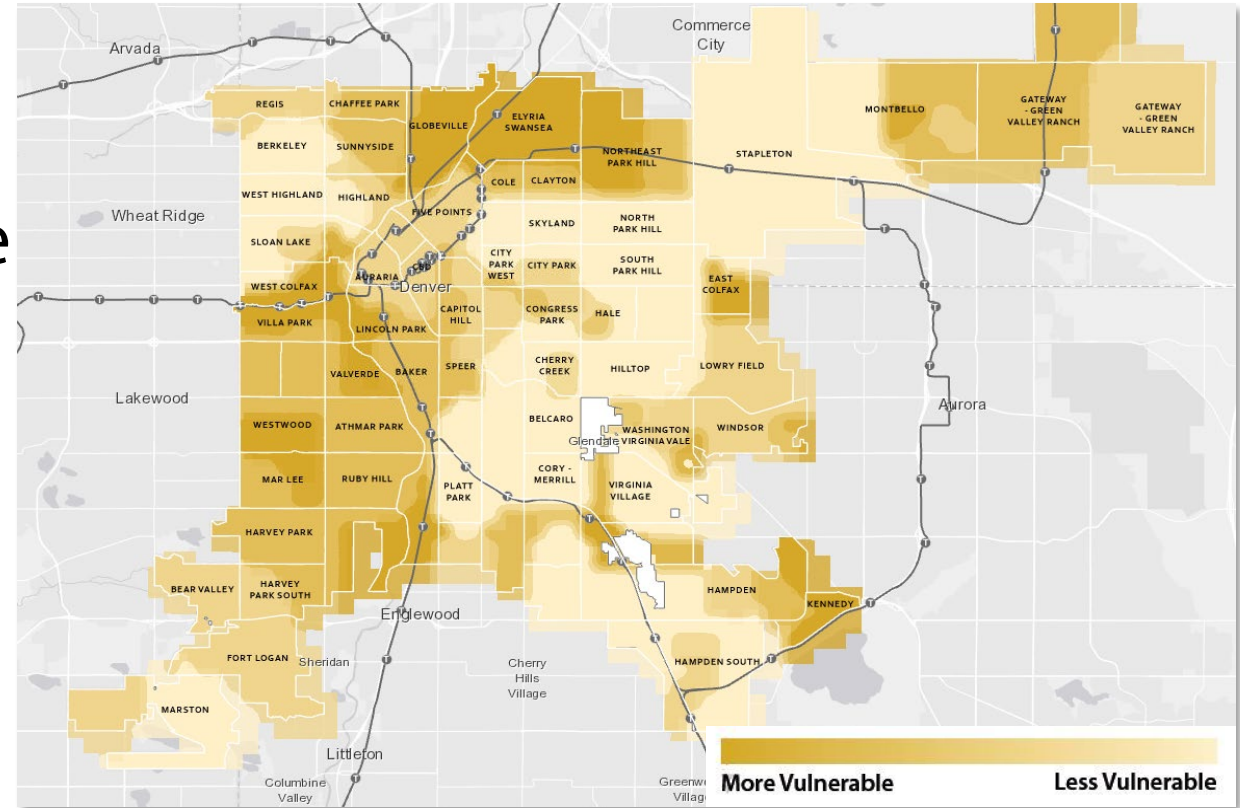 Commerce
City
Arvada
REGIS
CHAFFEE PARK
GLOBEVILLE
ELYRIA
SWANSEA
MONTBELLO
GATEWAY
- GREEN
VALLEY RANCH
GATEWAY
- GREEN
VALLEY RANCH
BERKELEY
SUNNYSIDE
NORTHEAST
PARK HILL
STAPLETON
COLE
CLAYTON
WEST HIGHLAND
HIGHLAND
Wheat Ridge
e
FIVE POINTS
SKYLAND
NORTH
PARK HILL
SLOAN LAKE
CITY
PARK
WEST
CITY PARK
SOUTH
PARK HILL
AURARIA
CBD
Denver
WEST COLFAX
EAST
COLFAX
VILLA PARK
LINCOLN PARK
CAPITOL
HILL
CONGRESS
PARK
HALE
VALVERDE
BAKER
SPEER
CHERRY
CREEK
HILLTOP
LOWRY FIELD
Lakewood
Aurora
WESTWOOD
ATHMAR PARK
BELCARO
Glendale
WASHINGTON
VIRGINIA VALE
WINDSOR
MAR LEE
RUBY HILL
PLATT
PARK
CORY -
MERRILL
VIRGINIA
VILLAGE
HARVEY PARK
BEAR VALLEY
HARVEY
PARK SOUTH
HAMPDEN
KENNEDY
Englewood
FORT LOGAN
Sheridan
Cherry
Hills
Village
HAMPDEN SOUTH
MARSTON
Littleton
Columbine
Valley
More Vulnerable
Less Vulnerable